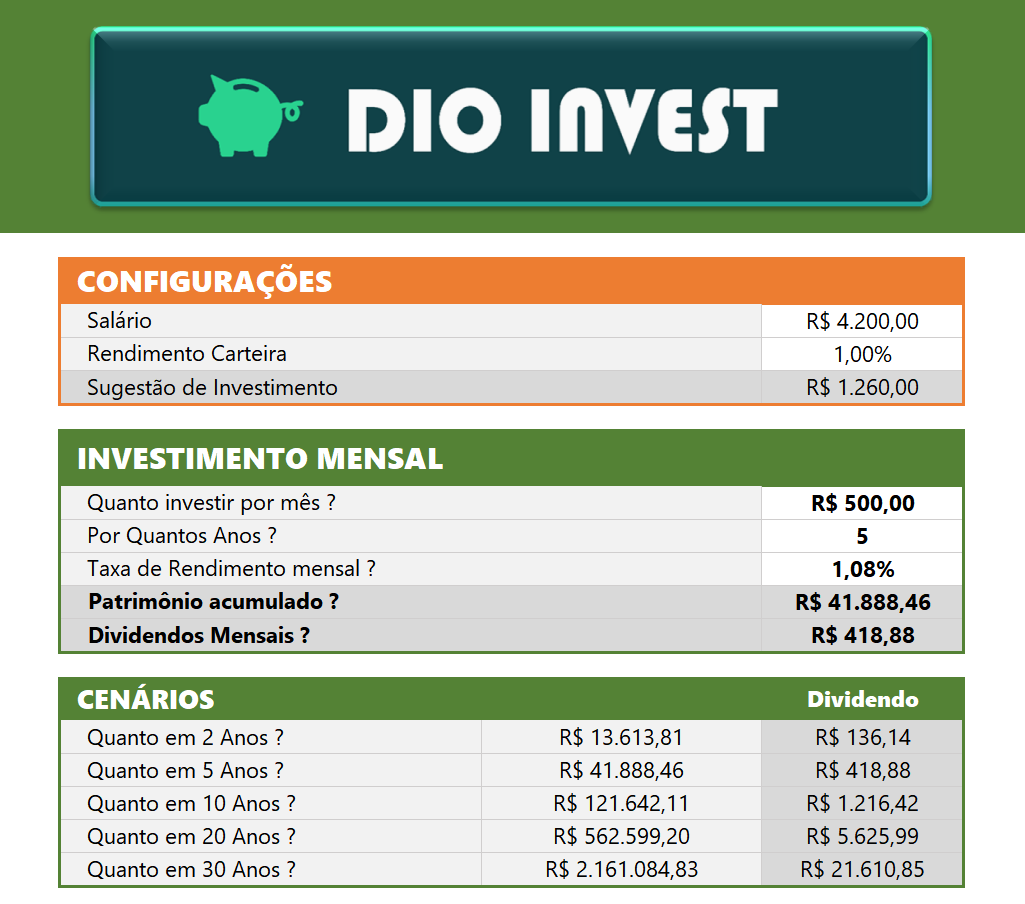 DIO INVEST
CONFIGURAÇÕES
Salário R$ 4.200,00
Rendimento Carteira 1,00%
Sugestão de Investimento R$ 1.260,00
INVESTIMENTO MENSAL
Quanto investir por mês ? R$ 500,00
Por Quantos Anos ? 5
Taxa de Rendimento mensal ? 1,08%
Patrimônio acumulado ? R$ 41.888,46
Dividendos Mensais ? R$ 418,88
CENÁRIOS Dividendo
Quanto em 2 Anos ? R$ 13.613,81 R$ 136,14
Quanto em 5 Anos ? R$ 41.888,46 R$ 418,88
Quanto em 10 Anos ? R$ 121.642,11 R$ 1.216,42
Quanto em 20 Anos ? R$ 562.599,20 R$ 5.625,99
Quanto em 30 Anos ? R$ 2.161.084,83 R$ 21.610,85